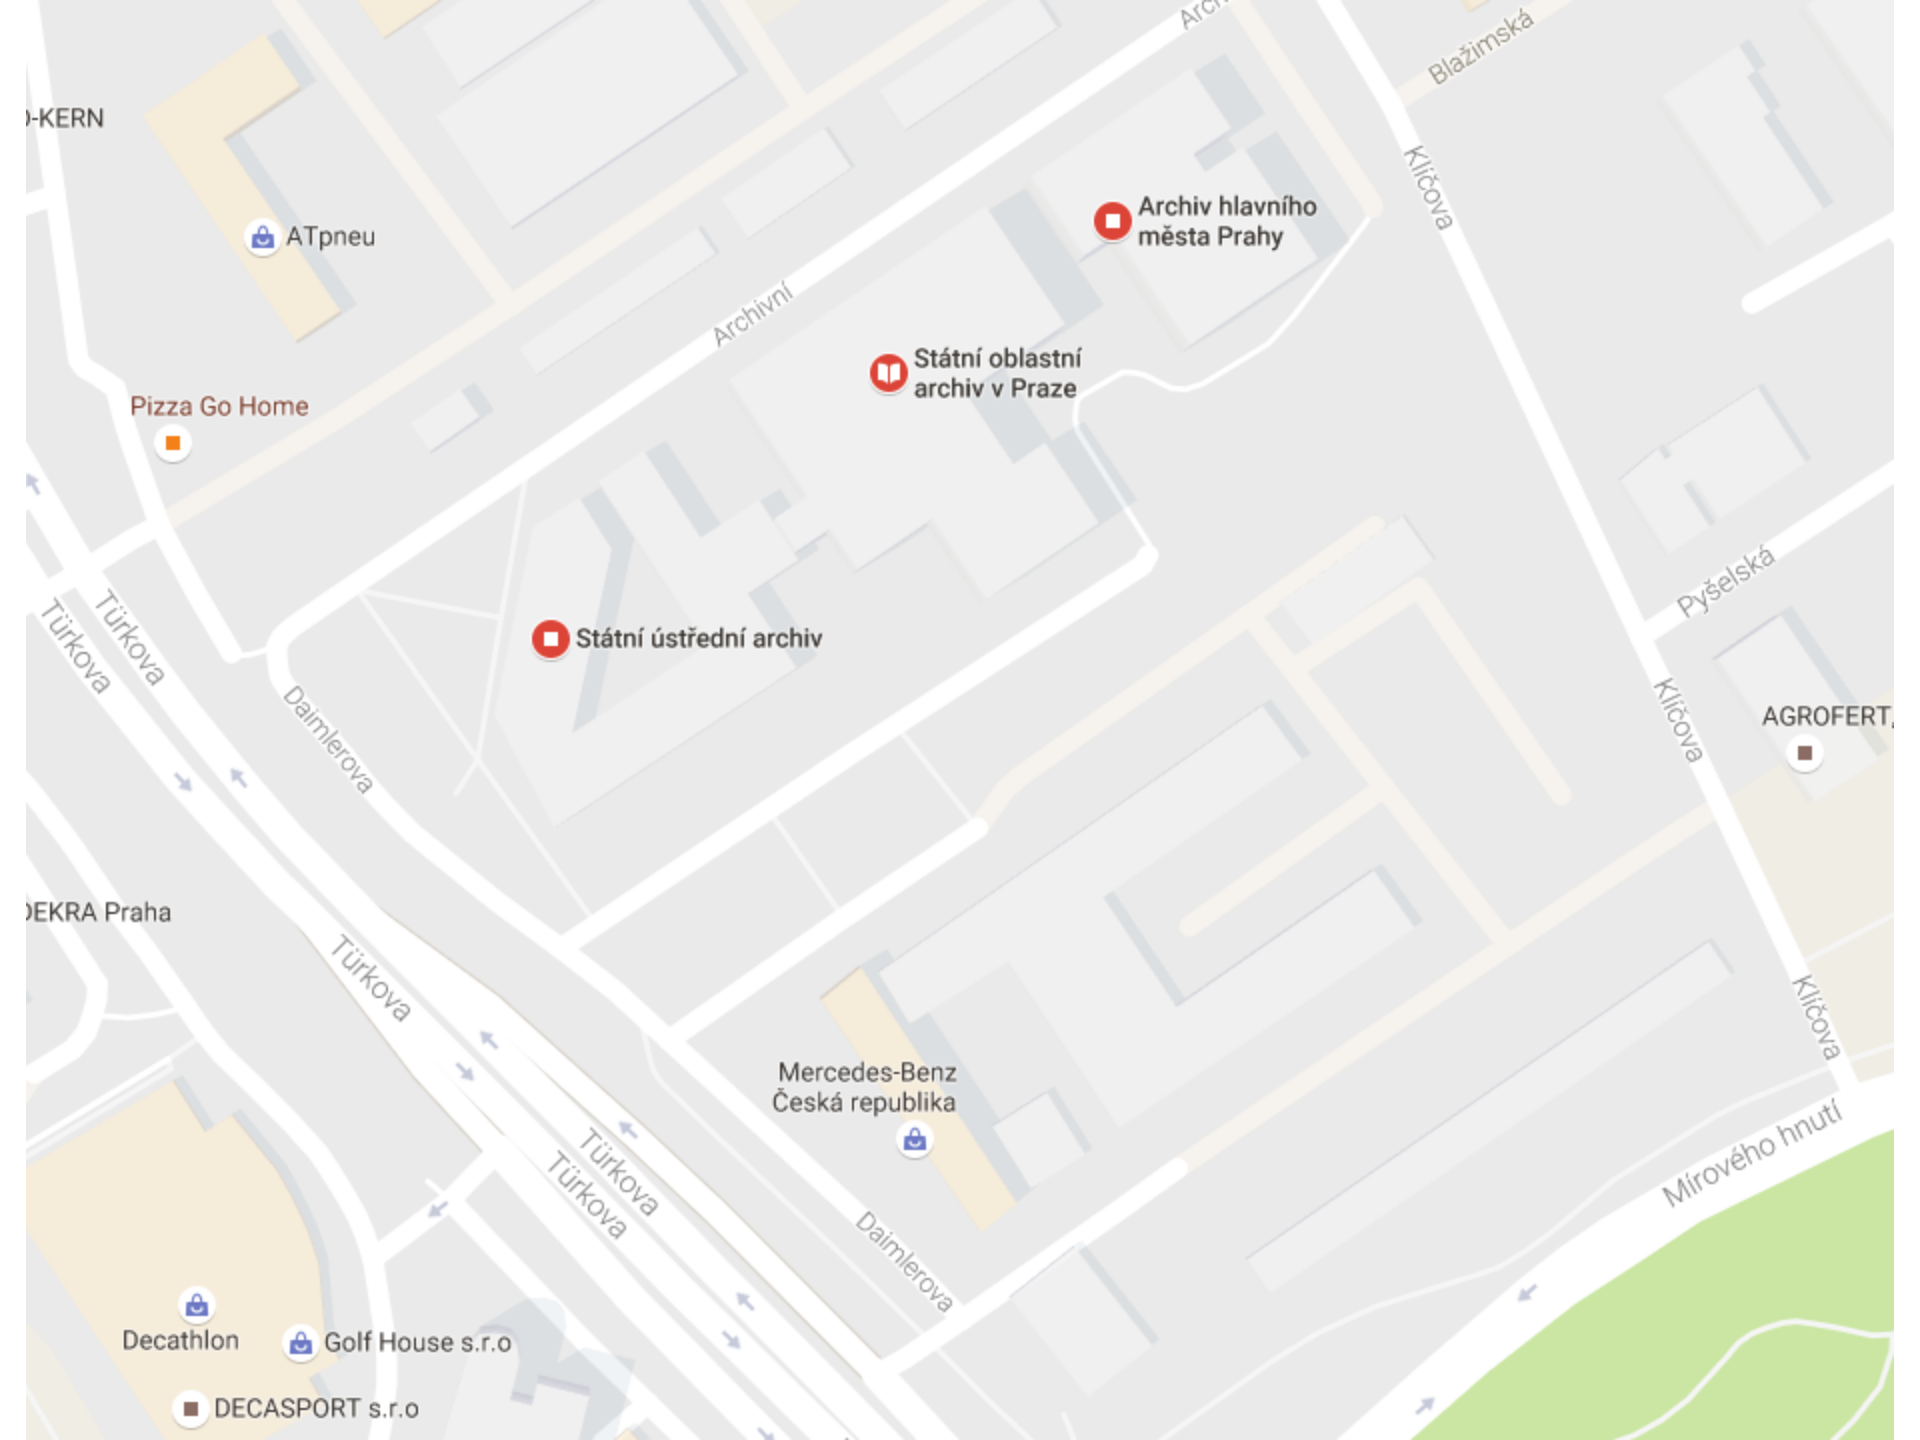 Arch
Blažimská
-KERN
Klíčova
Archiv hlavního
města Prahy
ATpneu
Archivní
Státní oblastní
archiv v Praze
Pizza Go Home
Pyšelská
Türkova
Türkova
Státní ústřední archiv
Daimlerova
Klíčova
AGROFERT,
DEKRA Praha
Türkova
Klíčova
Mercedes-Benz
Česká republika
Mírového hnutí
Türkova
Türkova
Daimlerova
Decathlon
Golf House s.r.o
DECASPORT s.r.o